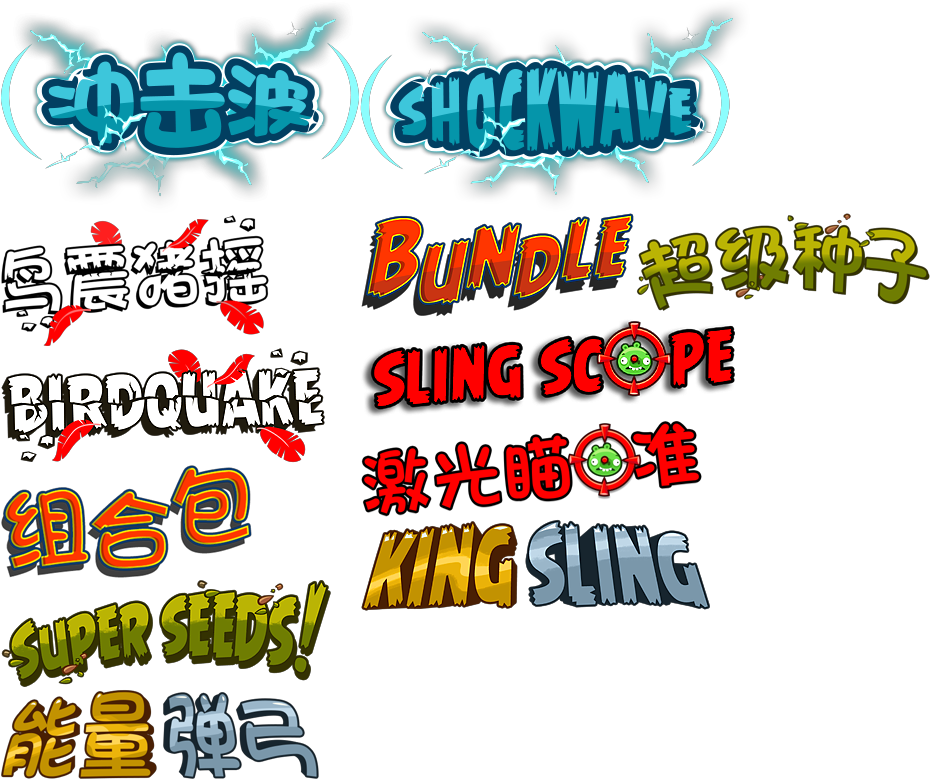 冲击波
SHOCKWAVE
鸟震猪摇
BUNDLE
超级种子
BIRDQUAKE
SLING SCOPE
激光瞄准
组合包
KING SLING
SUPER SEEDS!
能量弹弓